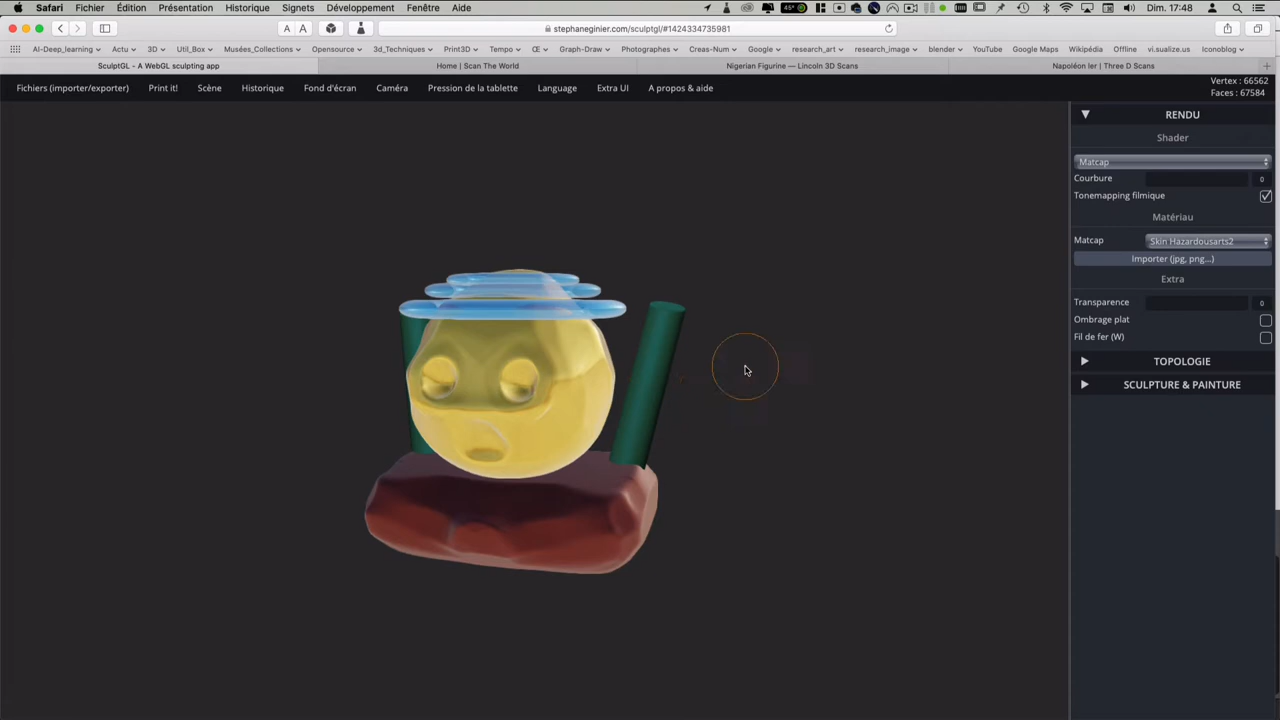 Safari Fichier Édition Présentation Historique Signets Développement Fenêtre Aide 45° Dim. 17:48
A A stephaneginier.com/sculptgl/#1424334735981
AI-Deep_learning Actu 3D Util_Box Musées_Collections Opensource 3d_Techniques Print3D Tempo Œ Graph-Draw Photographes Creas-Num Google research_art research_image blender YouTube Google Maps Wikipédia Offline vi.sualize.us Iconoblog
SculptGL - A WebGL sculpting app Home | Scan The World Nigerian Figurine — Lincoln 3D Scans Napoléon Ier | Three D Scans
Fichiers (importer/exporter) Print it! Scène Historique Fond d'écran Caméra Pression de la tablette Language Extra UI A propos & aide
Vertex : 66562
Faces : 67584
RENDU
Shader
Matcap
Courbure 0
Tonemapping filmique
Matériau
Matcap Skin Hazardousarts2
Importer (jpg, png...)
Extra
Transparence 0
Ombrage plat
Fil de fer (W)
TOPOLOGIE
SCULPTURE & PAINTURE